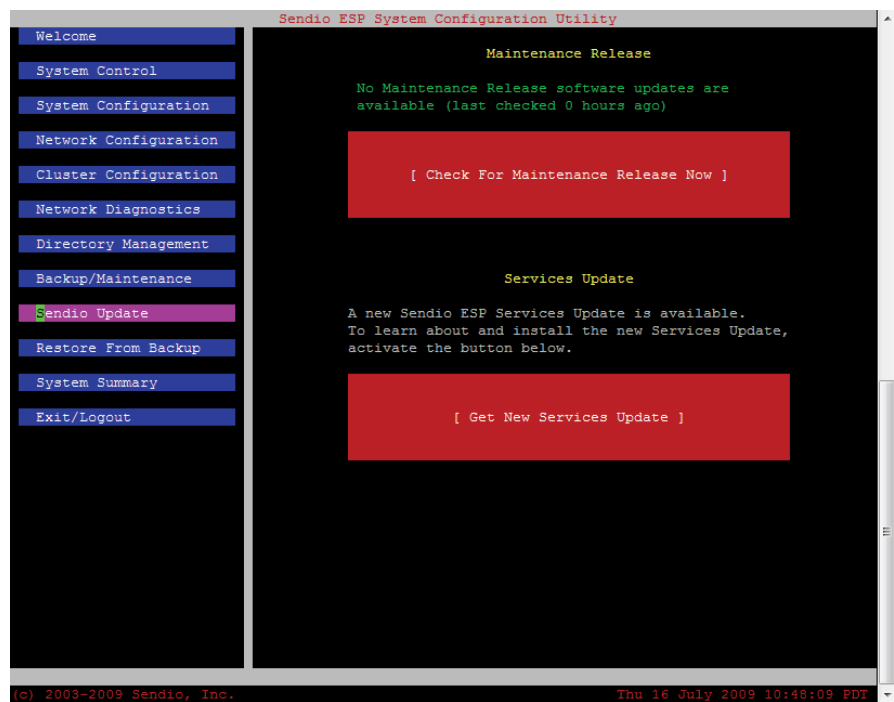 Sendio ESP System Configuration Utility
Welcome
System Control
System Configuration
Network Configuration
Cluster Configuration
Network Diagnostics
Directory Management
Backup/Maintenance
Sendio Update
Restore From Backup
System Summary
Exit/Logout
Maintenance Release
No Maintenance Release software updates are
available (last checked 0 hours ago)
[ Check For Maintenance Release Now ]
Services Update
A new Sendio ESP Services Update is available.
To learn about and install the new Services Update,
activate the button below.
[ Get New Services Update ]
(c) 2003-2009 Sendio, Inc.
Thu 16 July 2009 10:48:09 PDT